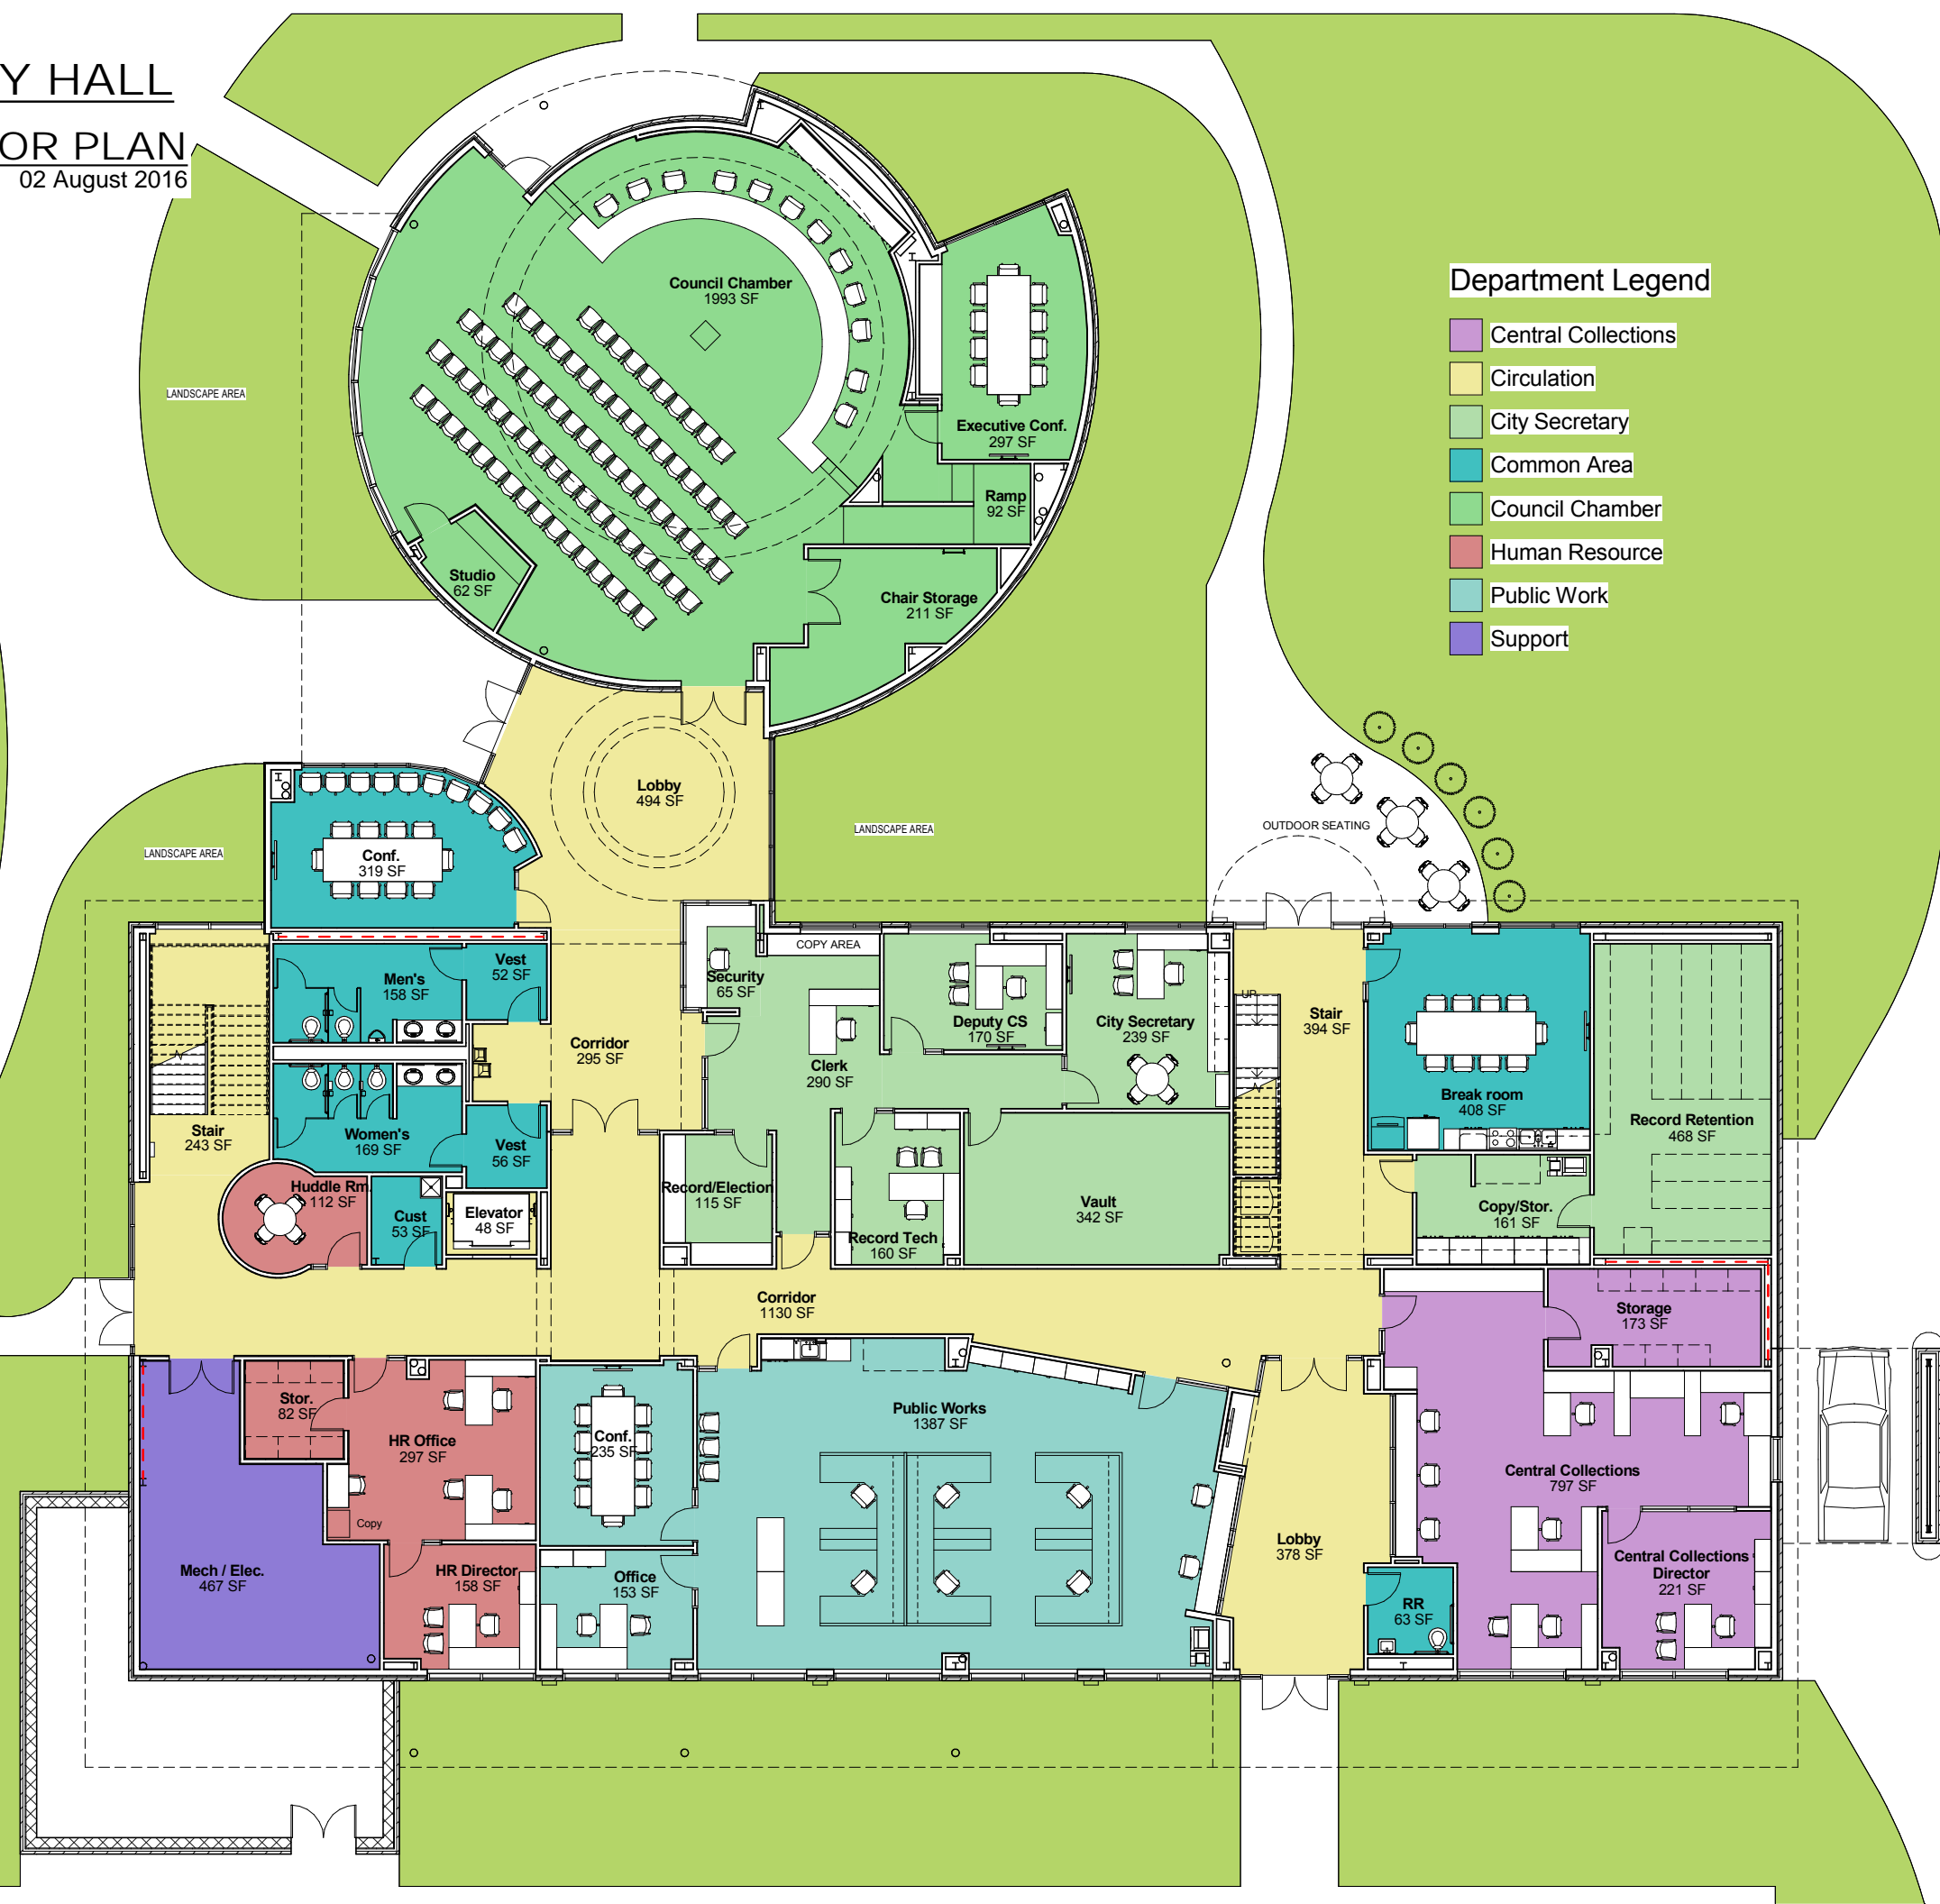 Y HALL
OR PLAN
02 August 2016
Department Legend
Central Collections
Circulation
City Secretary
Common Area
Council Chamber
Human Resource
Public Work
Support
Council Chamber
1993 SF
Executive Conf.
297 SF
Ramp
92 SF
Studio
62 SF
Chair Storage
211 SF
LANDSCAPE AREA
Lobby
494 SF
LANDSCAPE AREA
LANDSCAPE AREA
OUTDOOR SEATING
Conf.
319 SF
COPY AREA
Men's
158 SF
Vest
52 SF
Security
65 SF
Deputy CS
170 SF
City Secretary
239 SF
UP
Stair
394 SF
Corridor
295 SF
Clerk
290 SF
Break room
408 SF
Record Retention
468 SF
Stair
243 SF
Women's
169 SF
Vest
56 SF
Huddle Rm.
112 SF
Cust
53 SF
Elevator
48 SF
Record/Election
115 SF
Record Tech
160 SF
Vault
342 SF
Copy/Stor.
161 SF
Corridor
1130 SF
Storage
173 SF
Stor.
82 SF
HR Office
297 SF
Copy
Conf.
235 SF
Public Works
1387 SF
Central Collections
797 SF
Mech / Elec.
467 SF
HR Director
158 SF
Office
153 SF
Lobby
378 SF
RR
63 SF
Central Collections
Director
221 SF